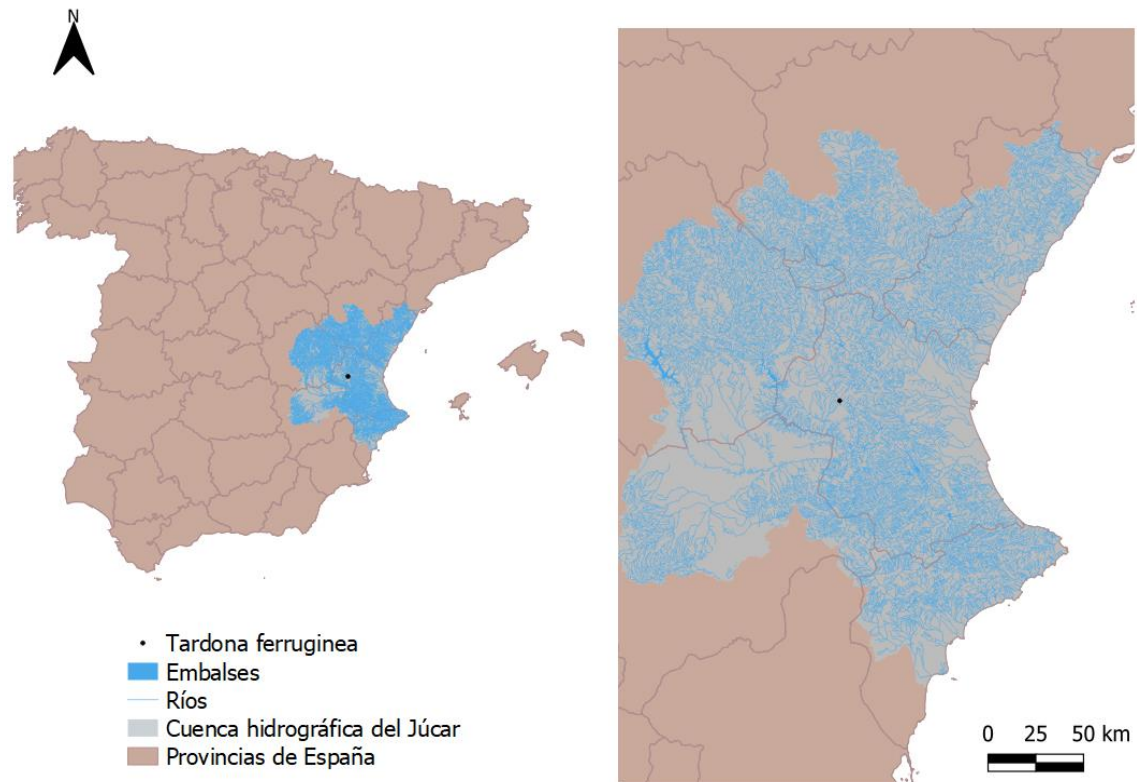 N
Tardona ferruginea
Embalses
Ríos
Cuenca hidrográfica del Júcar
Provincias de España
0 25 50 km